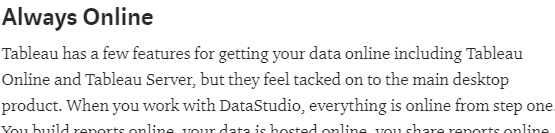 Always Online
Tableau has a few features for getting your data online including Tableau
Online and Tableau Server, but they feel tacked on to the main desktop
product. When you work with DataStudio, everything is online from step one.
You build reports online, your data is hosted online, you share reports online